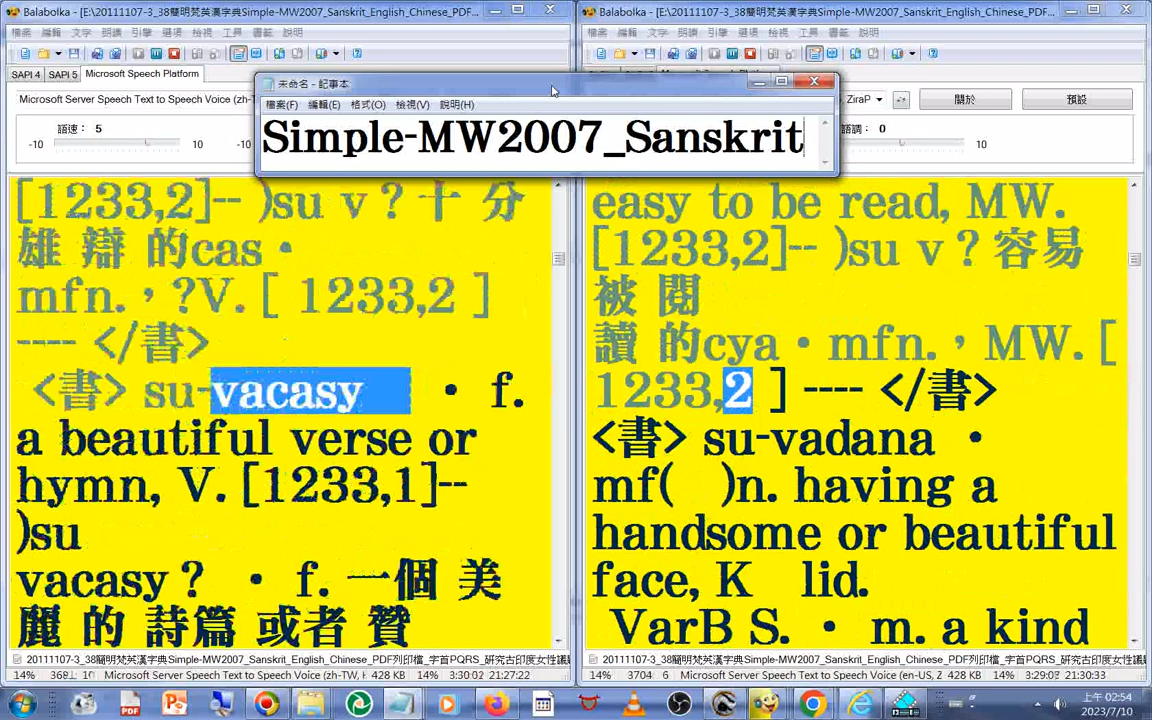 Balabolka - [E:\20111107-3_38簡明梵英漢字典Simple-MW2007_Sanskrit_English_Chinese_PDF...
檔案 編輯 文字 朗讀 引擎 選項 檢視 工具 書籤 說明
SAPI 4 SAPI 5 Microsoft Speech Platform
Microsoft Server Speech Text to Speech Voice (zh-
語速： 5
-10 10 -10
[1233,2]-- )su v ? 十 分
雄 辯 的cas •
mfn.，?V. [ 1233,2 ]
---- </書>
<書> su-vacasy • f.
a beautiful verse or
hymn, V. [1233,1]--
)su
vacasy ? • f. 一個 美
麗 的 詩篇 或者 贊
20111107-3_38簡明梵英漢字典Simple-MW2007_Sanskrit_English_Chinese_PDF列印檔_字首PQRS_研究古印度女性議
14% Microsoft Server Speech Text to Speech Voice (zh-TW, 428 KB 14% 3:30:02 21:27:22
未命名 - 記事本
檔案(F) 編輯(E) 格式(O) 檢視(V) 說明(H)
Simple-MW2007_Sanskrit
Balabolka - [E:\20111107-3_38簡明梵英漢字典Simple-MW2007_Sanskrit_English_Chinese_PDF...
檔案 編輯 文字 朗讀 引擎 選項 檢視 工具 書籤 說明
ZiraP 關於 預設
語調： 0
10
easy to be read, MW.
[1233,2]-- )su v ? 容易
被 閱
讀 的cya • mfn.，MW. [
1233,2 ] ---- </書>
<書> su-vadana •
mf( )n. having a
handsome or beautiful
face, K lid.
VarB S. • m. a kind
20111107-3_38簡明梵英漢字典Simple-MW2007_Sanskrit_English_Chinese_PDF列印檔_字首PQRS_研究古印度女性議
14% 3704 : 6 Microsoft Server Speech Text to Speech Voice (en-US, 428 KB 14% 3:29:07 21:30:33
上午 02:54
2023/7/10